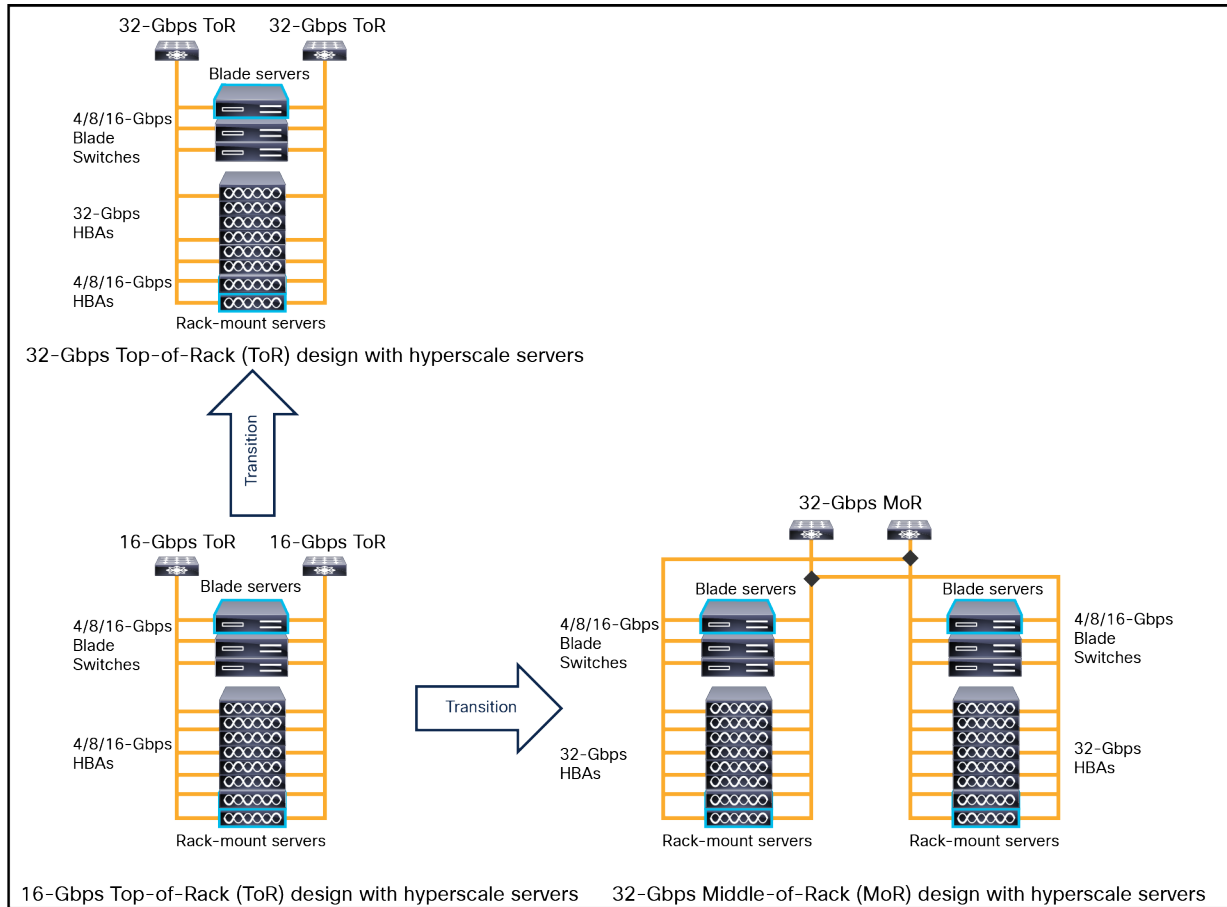 32-Gbps ToR
32-Gbps ToR
Blade servers
4/8/16-Gbps
Blade
Switches
32-Gbps
HBAs
4/8/16-Gbps
HBAs
Rack-mount servers
32-Gbps Top-of-Rack (ToR) design with hyperscale servers
Transition
16-Gbps ToR
16-Gbps ToR
Blade servers
4/8/16-Gbps
Blade
Switches
4/8/16-Gbps
HBAs
Rack-mount servers
16-Gbps Top-of-Rack (ToR) design with hyperscale servers
Transition
32-Gbps MoR
Blade servers
4/8/16-Gbps
Blade
Switches
32-Gbps
HBAs
Rack-mount servers
Blade servers
4/8/16-Gbps
Blade
Switches
32-Gbps
HBAs
Rack-mount servers
32-Gbps Middle-of-Rack (MoR) design with hyperscale servers